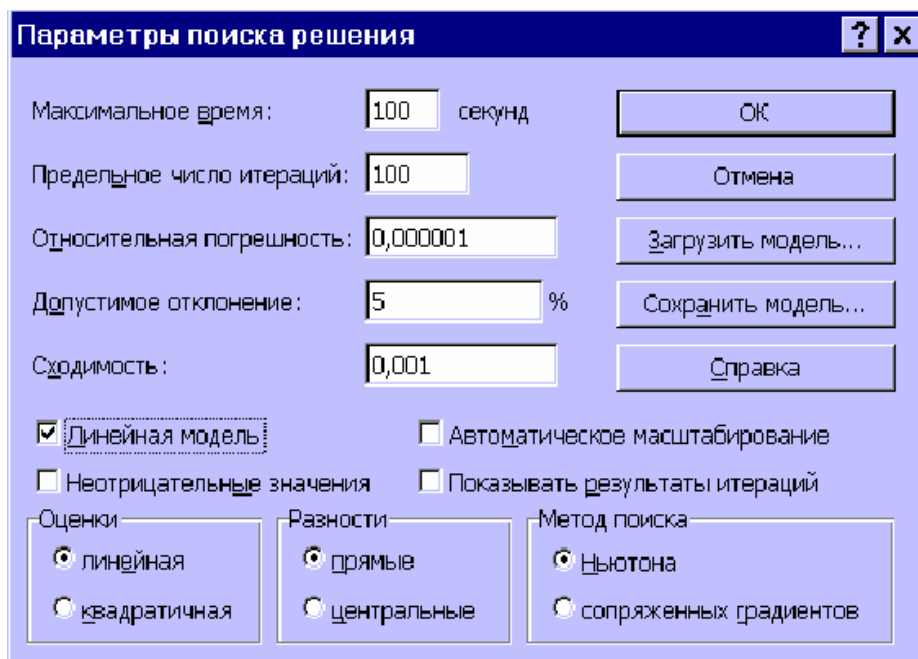 Параметры поиска решения
Максимальное время: 100 секунд ОК
Предельное число итераций: 100 Отмена
Относительная погрешность: 0,000001 Загрузить модель...
Допустимое отклонение: 5 % Сохранить модель...
Сходимость: 0,001 Справка
Линейная модель Автоматическое масштабирование
Неотрицательные значения Показывать результаты итераций
Оценки Разности Метод поиска
линейная прямые Ньютона
квадратичная центральные сопряженных градиентов